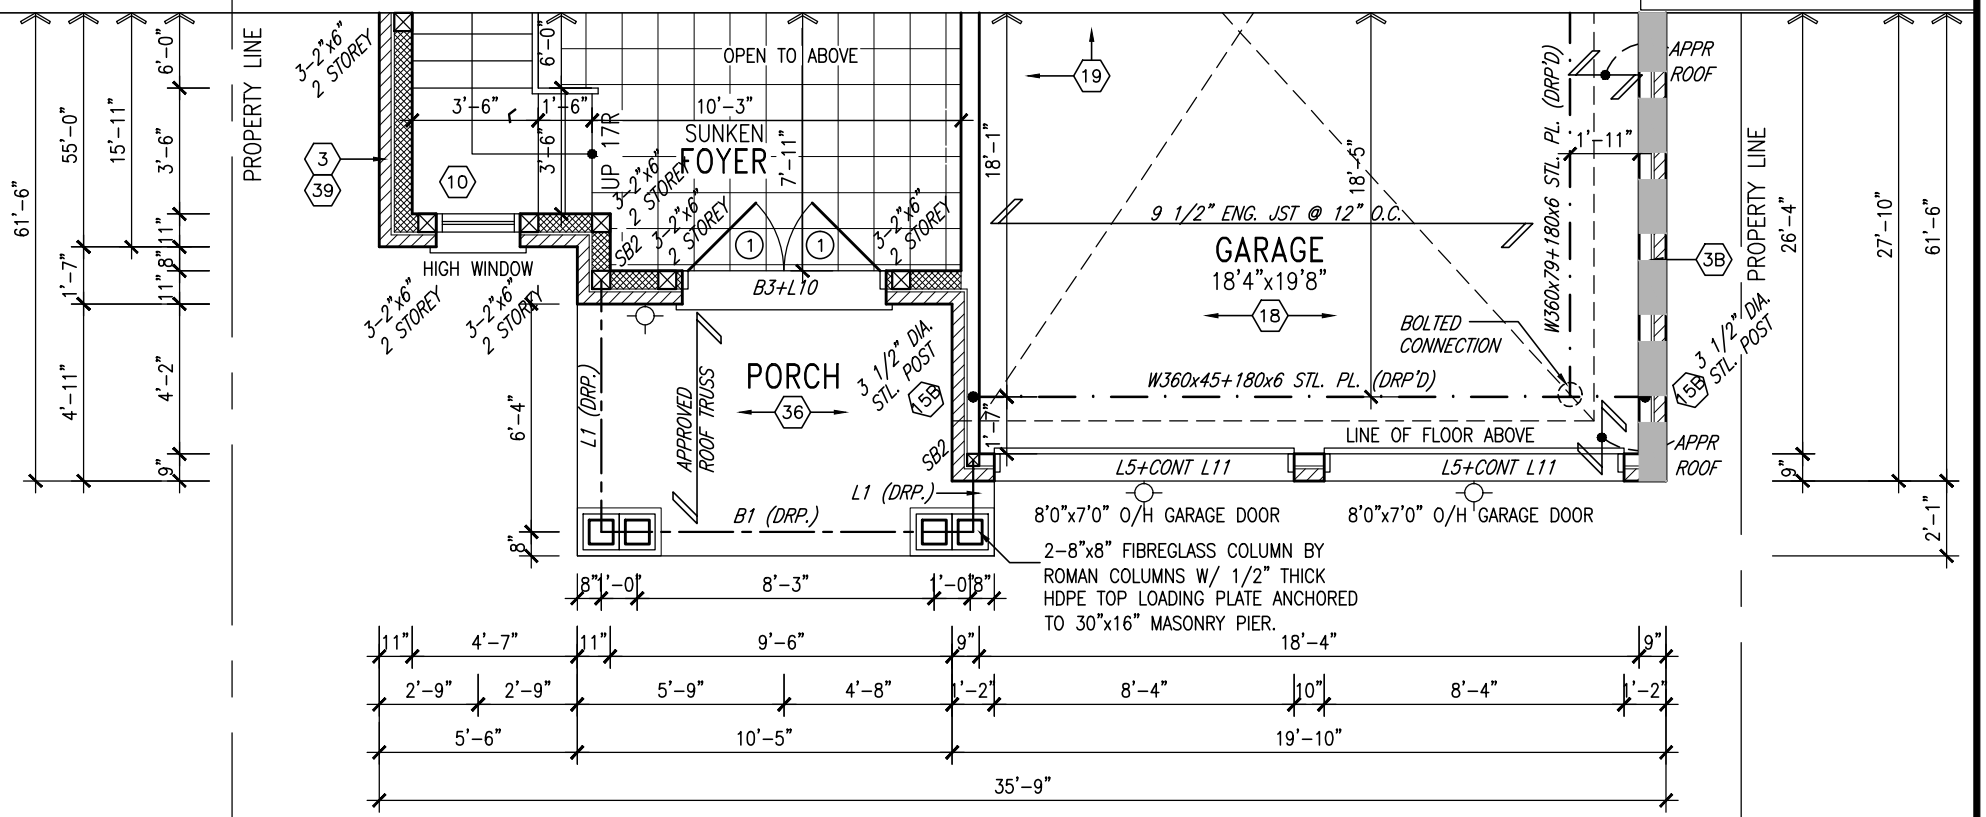 6'-0"
3'-6"
11"
8"
11"
4'-2"
9"
15'-11"
55'-0"
1'-7"
4'-11"
61'-6"
PROPERTY LINE
3-2"x6"
2 STOREY
3
39
10
3'-6"
1'-6"
10'-3"
6'-0"
3'-6"
UP 17R
OPEN TO ABOVE
SUNKEN
FOYER
7'-11"
3-2"x6"
2 STOREY
3-2"x6"
2 STOREY
SB2
3-2"x6"
2 STOREY
1
1
B3+L10
HIGH WINDOW
3-2"x6"
2 STOREY
3-2"x6"
2 STOREY
19
18'-1"
18'-5"
9 1/2" ENG. JST @ 12" O.C.
GARAGE
18'4"x19'8"
18
W360x79+180x6 STL. PL. (DRP'D)
1'-11"
APPR
ROOF
PROPERTY LINE
3B
BOLTED
CONNECTION
W360x45+180x6 STL. PL. (DRP'D)
15B
3 1/2" DIA.
STL. POST
1'-7"
LINE OF FLOOR ABOVE
APPR
ROOF
L5+CONT L11
L5+CONT L11
8'0"x7'0" O/H GARAGE DOOR
8'0"x7'0" O/H GARAGE DOOR
PORCH
36
3 1/2" DIA.
STL. POST
15B
SB2
L1 (DRP.)
APPROVED
ROOF TRUSS
L1 (DRP.)
B1 (DRP.)
6'-4"
8"
2-8"x8" FIBREGLASS COLUMN BY
ROMAN COLUMNS W/ 1/2" THICK
HDPE TOP LOADING PLATE ANCHORED
TO 30"x16" MASONRY PIER.
26'-4"
9"
27'-10"
61'-6"
2'-1"
8" 1'-0" 8'-3" 1'-0" 8"
11" 4'-7" 11" 9'-6" 9" 18'-4" 9"
2'-9" 2'-9" 5'-9" 4'-8" 1'-2" 8'-4" 10" 8'-4" 1'-2"
5'-6" 10'-5" 19'-10"
35'-9"